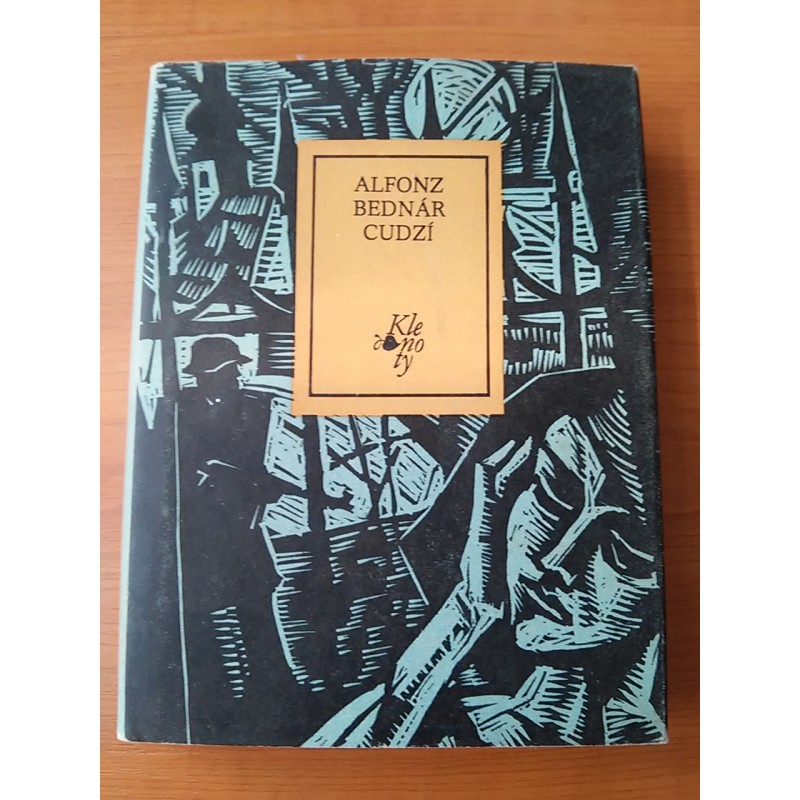 ALFONZ
BEDNÁR
CUDZÍ
Kle
no
ty